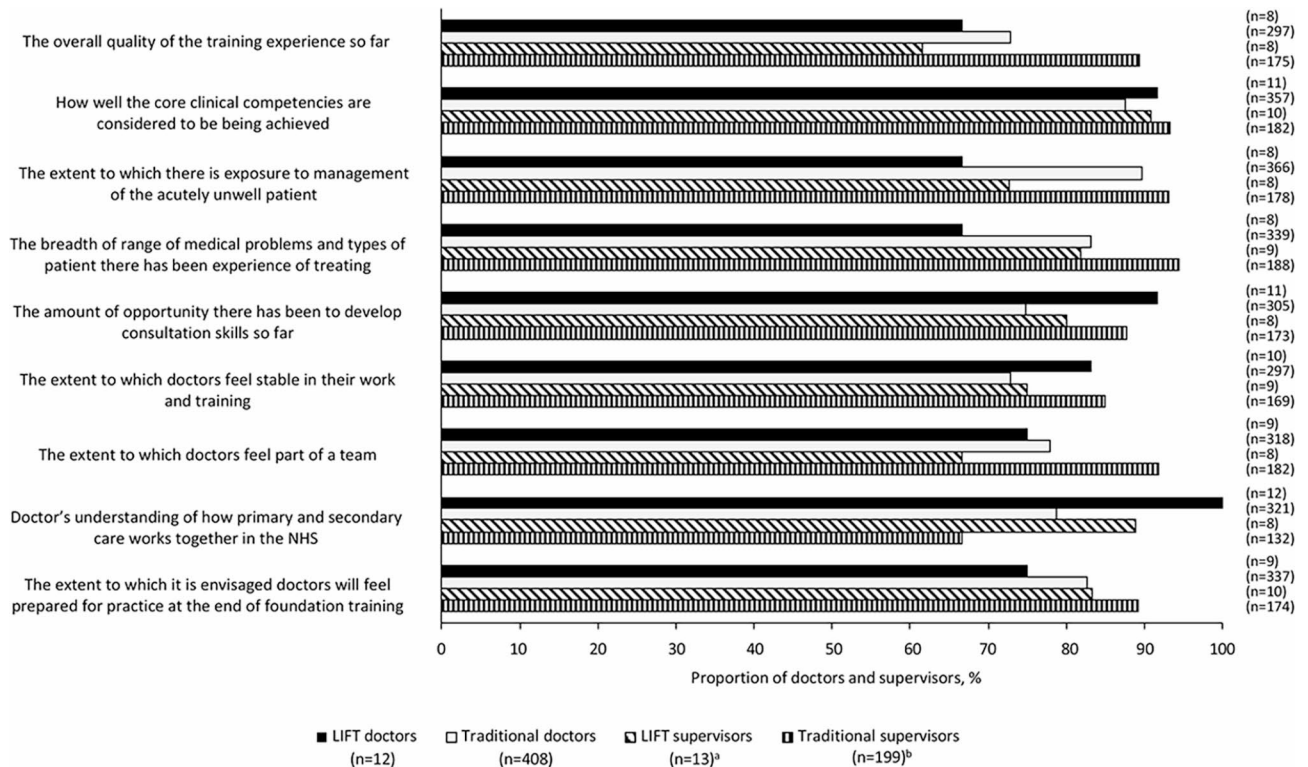 The overall quality of the training experience so far
(n=8)
(n=297)
(n=8)
(n=175)
How well the core clinical competencies are
considered to be being achieved
(n=11)
(n=357)
(n=10)
(n=182)
The extent to which there is exposure to management
of the acutely unwell patient
(n=8)
(n=366)
(n=8)
(n=178)
The breadth of range of medical problems and types of
patient there has been experience of treating
(n=8)
(n=339)
(n=9)
(n=188)
The amount of opportunity there has been to develop
consultation skills so far
(n=11)
(n=305)
(n=8)
(n=173)
The extent to which doctors feel stable in their work
and training
(n=10)
(n=297)
(n=9)
(n=169)
The extent to which doctors feel part of a team
(n=9)
(n=318)
(n=8)
(n=182)
Doctor’s understanding of how primary and secondary
care works together in the NHS
(n=12)
(n=321)
(n=8)
(n=132)
The extent to which it is envisaged doctors will feel
prepared for practice at the end of foundation training
(n=9)
(n=337)
(n=10)
(n=174)
0 10 20 30 40 50 60 70 80 90 100
Proportion of doctors and supervisors, %
LIFT doctors Traditional doctors LIFT supervisors Traditional supervisors
(n=12) (n=408) (n=13)ᵃ (n=199)ᵇ